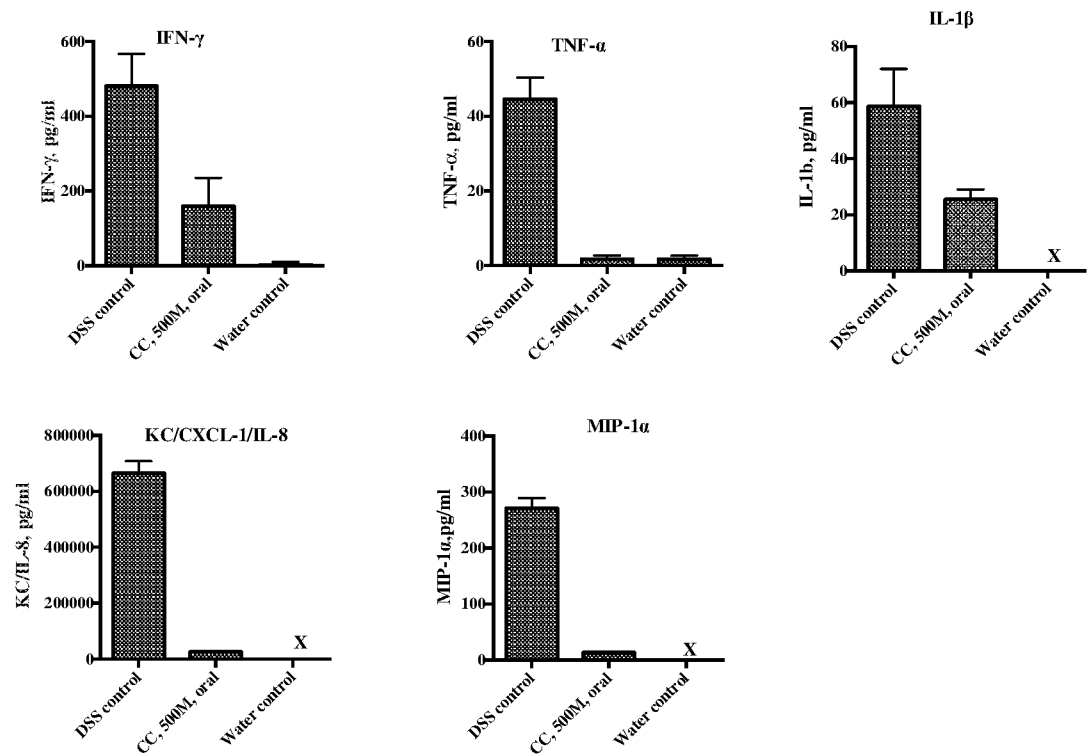 IFN-γ
IFN-γ, pg/ml
600
400
200
0
DSS control
CC, 500M, oral
Water control
TNF-α
TNF-α, pg/ml
60
40
20
0
DSS control
CC, 500M, oral
Water control
IL-1β
IL-1b, pg/ml
80
60
40
20
0
X
DSS control
CC, 500M, oral
Water control
KC/CXCL-1/IL-8
KC/IL-8, pg/ml
800000
600000
400000
200000
0
X
DSS control
CC, 500M, oral
Water control
MIP-1α
MIP-1α,pg/ml
400
300
200
100
0
X
DSS control
CC, 500M, oral
Water control